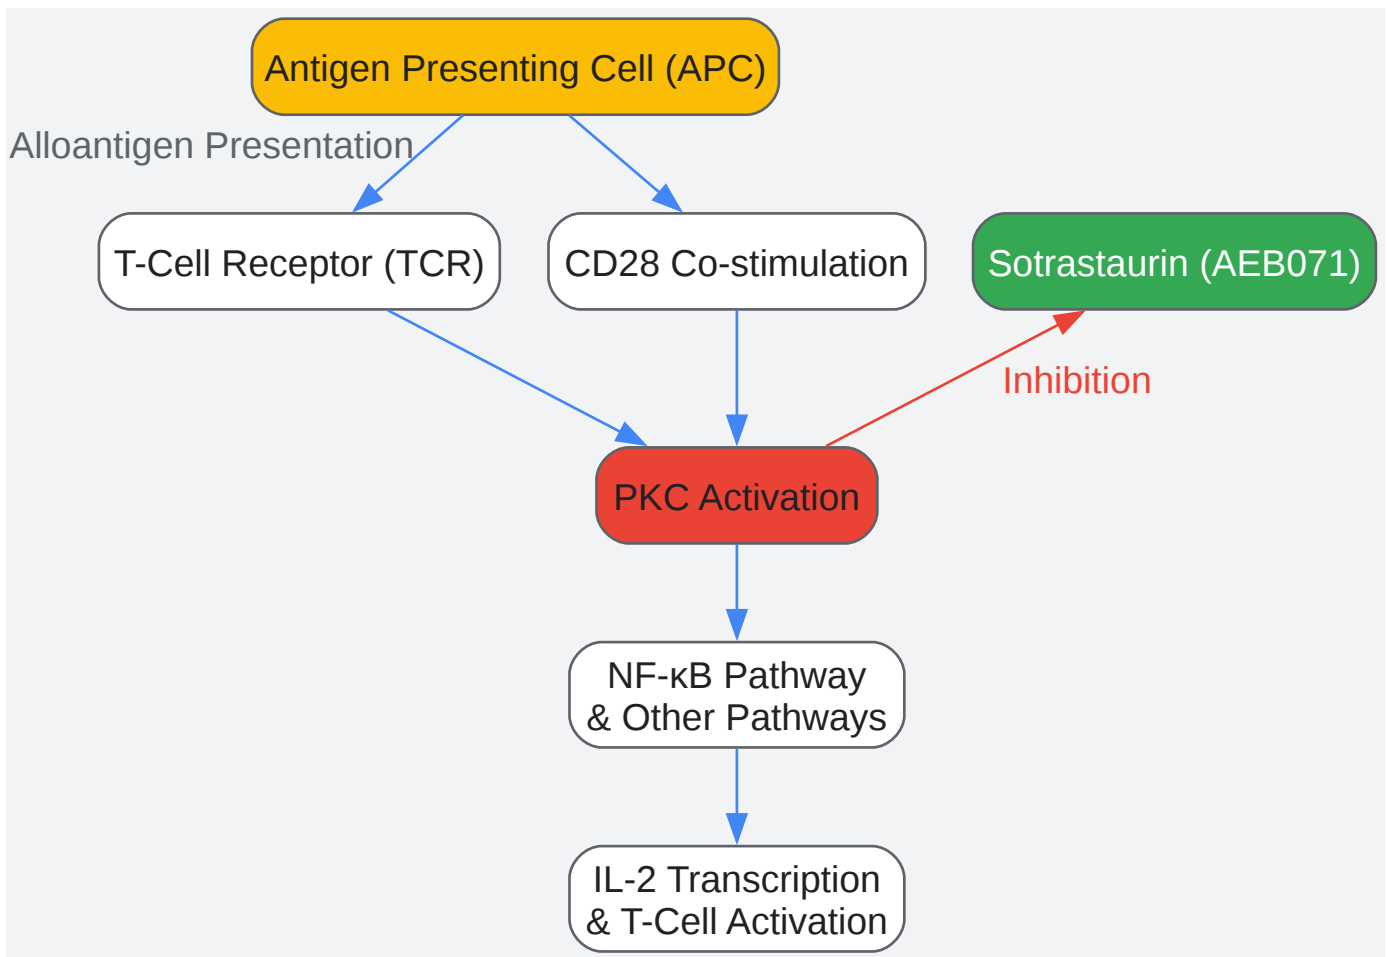 Antigen Presenting Cell (APC)
Alloantigen Presentation
T-Cell Receptor (TCR)
CD28 Co-stimulation
Sotrastaurin (AEB071)
Inhibition
PKC Activation
NF-κB Pathway
& Other Pathways
IL-2 Transcription
& T-Cell Activation